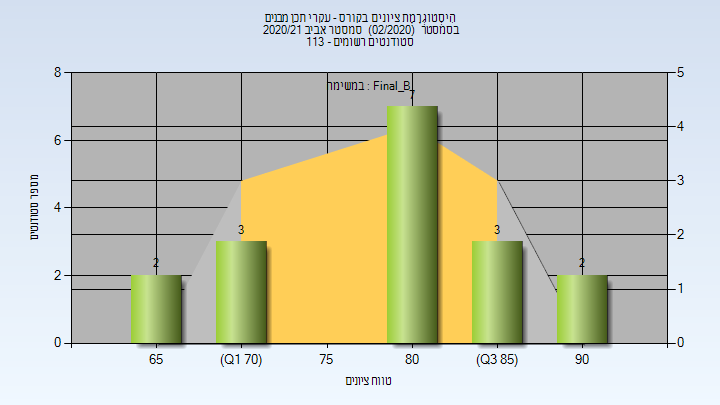 היסטוגרמת ציונים בקורס - עקרי תכן מבנים
בסמסטר (02/2020) סמסטר אביב 2020/21
סטודנטים רשומים - 113
במשימה : Final_B
8
6
4
2
0
5
4
3
2
1
0
מספר סטודנטים
2
3
7
3
2
65
(Q1 70)
75
80
(Q3 85)
90
טווח ציונים